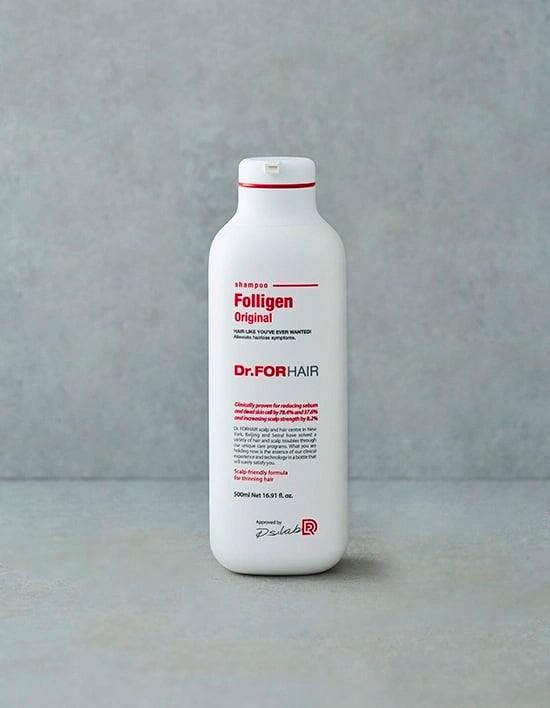 shampoo
Folligen
Original
HAIR LIKE YOU'VE EVER WANTED!
Alleviate hairloss symptoms.
Dr.FORHAIR
Clinically proven for reducing sebum
and dead skin cell by 78.4% and 37.6%
and increasing scalp strength by 8.2%
Dr. FORHAIR scalp and hair centre in New
York, Beijing and Seoul have solved a
variety of hair and scalp troubles through
our unique care programs. What you are
holding now is the essence of our clinical
experience and technology in a bottle that
will surely satisfy you.
Scalp-friendly formula
for thinning hair
500ml Net 16.91 fl. oz.
Approved by
Ds.lab